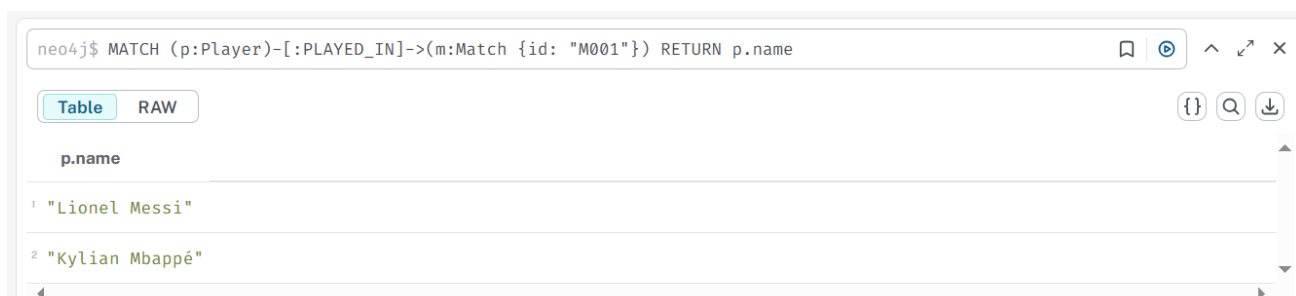 neo4j$ MATCH (p:Player)-[:PLAYED_IN]->(m:Match {id: "M001"}) RETURN p.name
Table RAW
{}
p.name
1 "Lionel Messi"
2 "Kylian Mbappé"